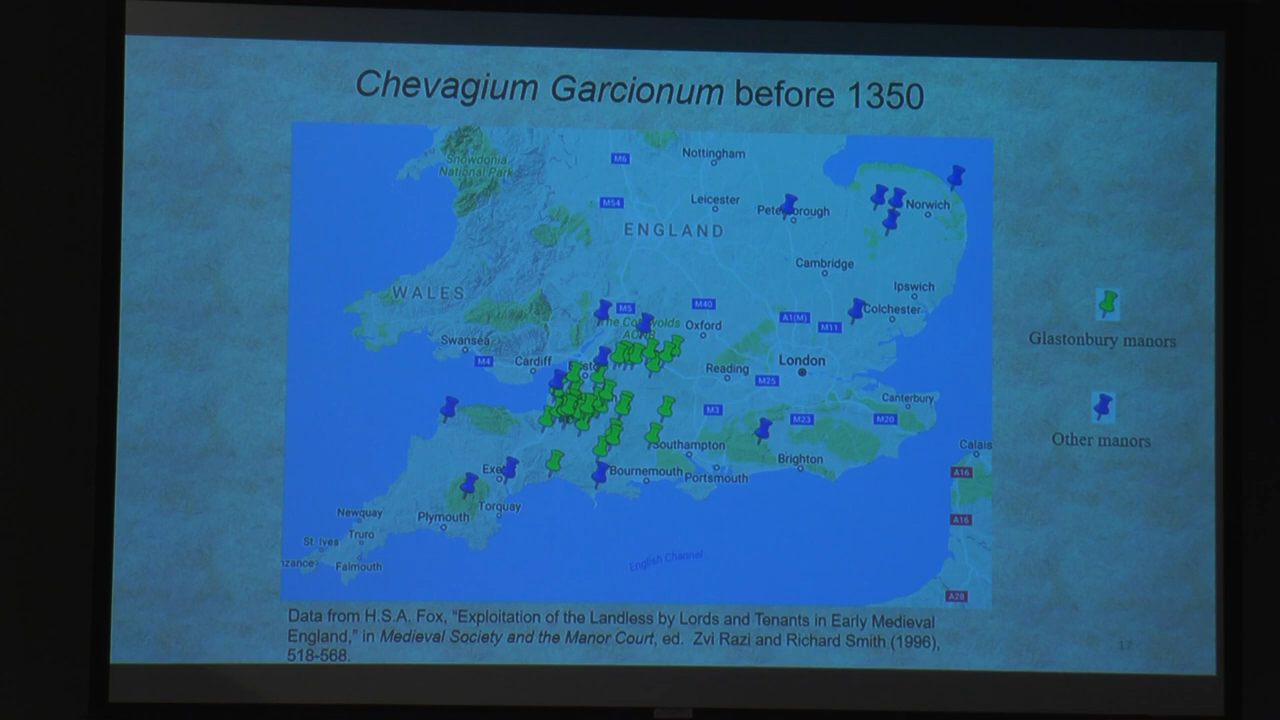 Chevagium Garcionum before 1350
Snowdonia
National Park
M6
Nottingham
M54
Leicester
Peterborough
Norwich
ENGLAND
Cambridge
WALES
Ipswich
M5
M40
The Cotswolds
AONB
Oxford
A1(M)
M11
Colchester
Swansea
M4
Cardiff
Reading
London
M25
Canterbury
M3
M23
M20
Southampton
Brighton
Calais
Bournemouth
Portsmouth
A16
Exe
Torquay
Newquay
Plymouth
A16
St Ives
Truro
nzance
Falmouth
English Channel
A28
Glastonbury manors
Other manors
Data from H.S.A. Fox, “Exploitation of the Landless by Lords and Tenants in Early Medieval
England,” in Medieval Society and the Manor Court, ed. Zvi Razi and Richard Smith (1996),
518-568.
17